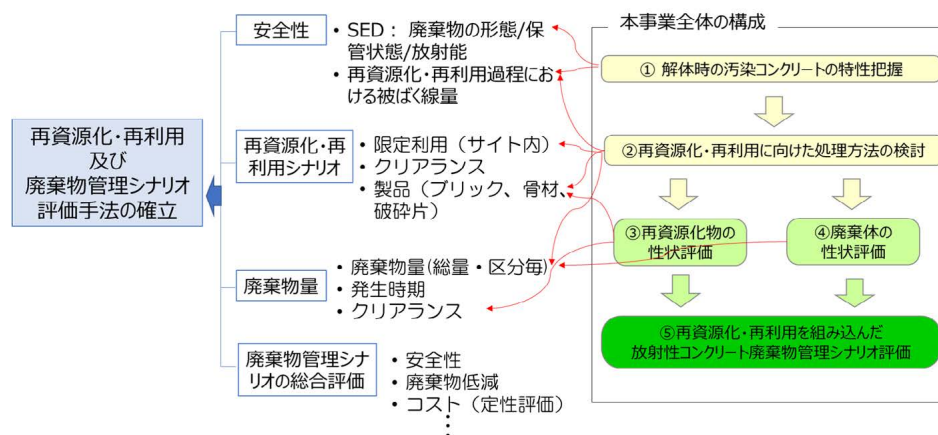 再資源化・再利用
及び
廃棄物管理シナリオ
評価手法の確立
安全性
• SED： 廃棄物の形態/保
管状態/放射能
• 再資源化・再利用過程にお
ける被ばく線量
再資源化・再
利用シナリオ
• 限定利用（サイト内）
• クリアランス
• 製品（ブリック、骨材、
破砕片）
廃棄物量
• 廃棄物量(総量・区分毎)
• 発生時期
• クリアランス
廃棄物管理シナ
リオの総合評価
• 安全性
• 廃棄物低減
• コスト（定性評価）
本事業全体の構成
① 解体時の汚染コンクリートの特性把握
②再資源化・再利用に向けた処理方法の検討
③再資源化物の
性状評価
④廃棄体の
性状評価
⑤再資源化・再利用を組み込んだ
放射性コンクリート廃棄物管理シナリオ評価